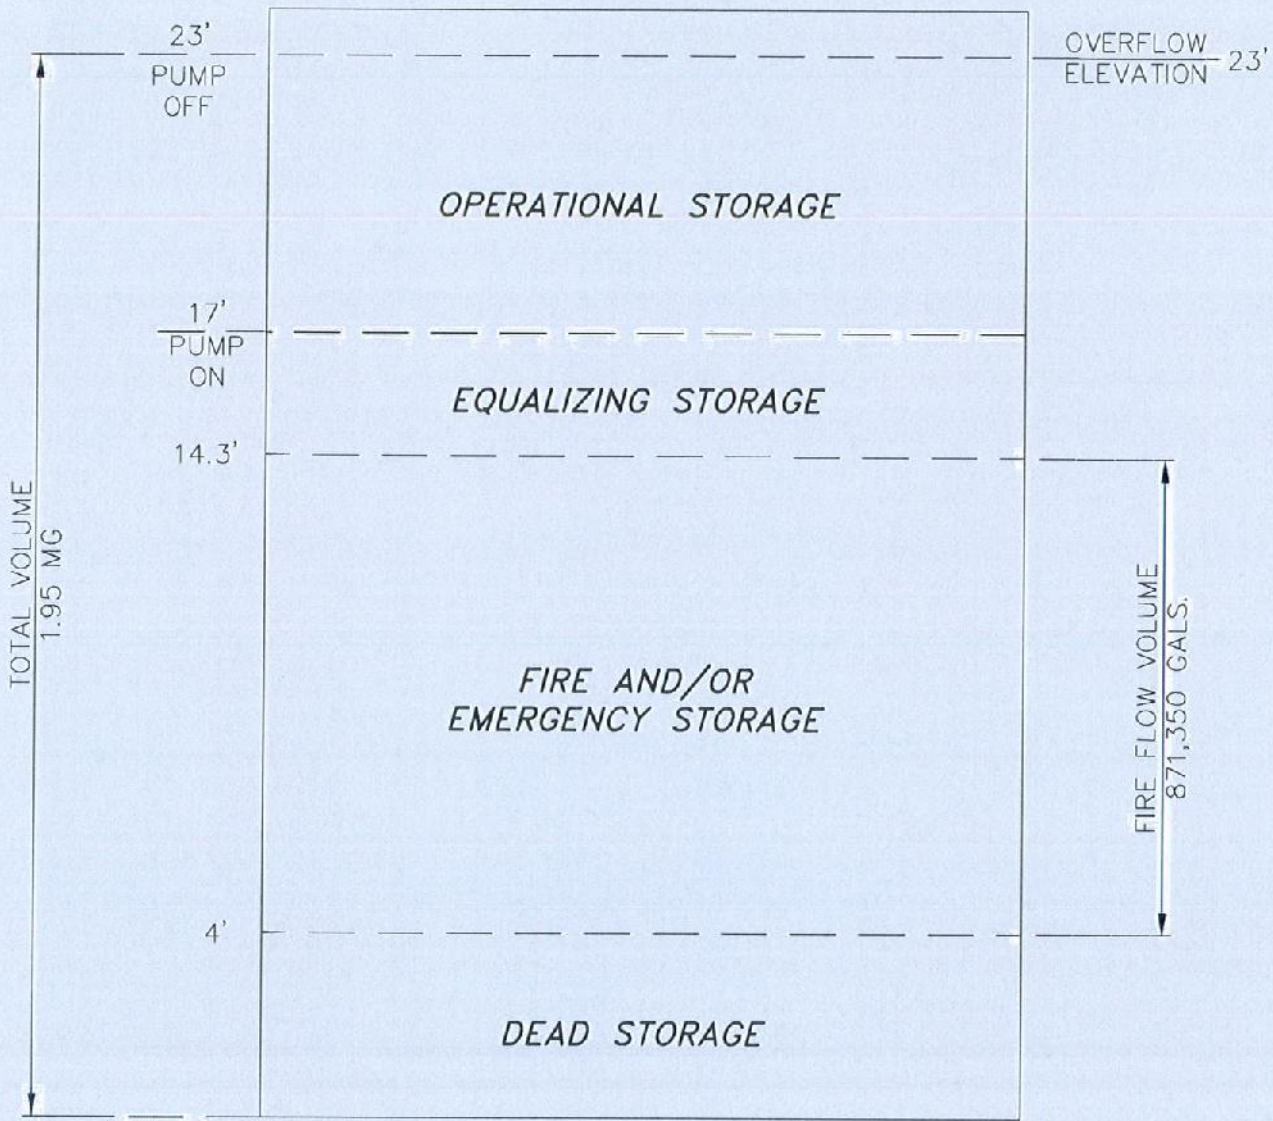 23'
PUMP
OFF
OVERFLOW
ELEVATION 23'
OPERATIONAL STORAGE
17'
PUMP
ON
EQUALIZING STORAGE
14.3'
TOTAL VOLUME
1.95 MG
FIRE AND/OR
EMERGENCY STORAGE
FIRE FLOW VOLUME
871,350 GALS.
4'
DEAD STORAGE